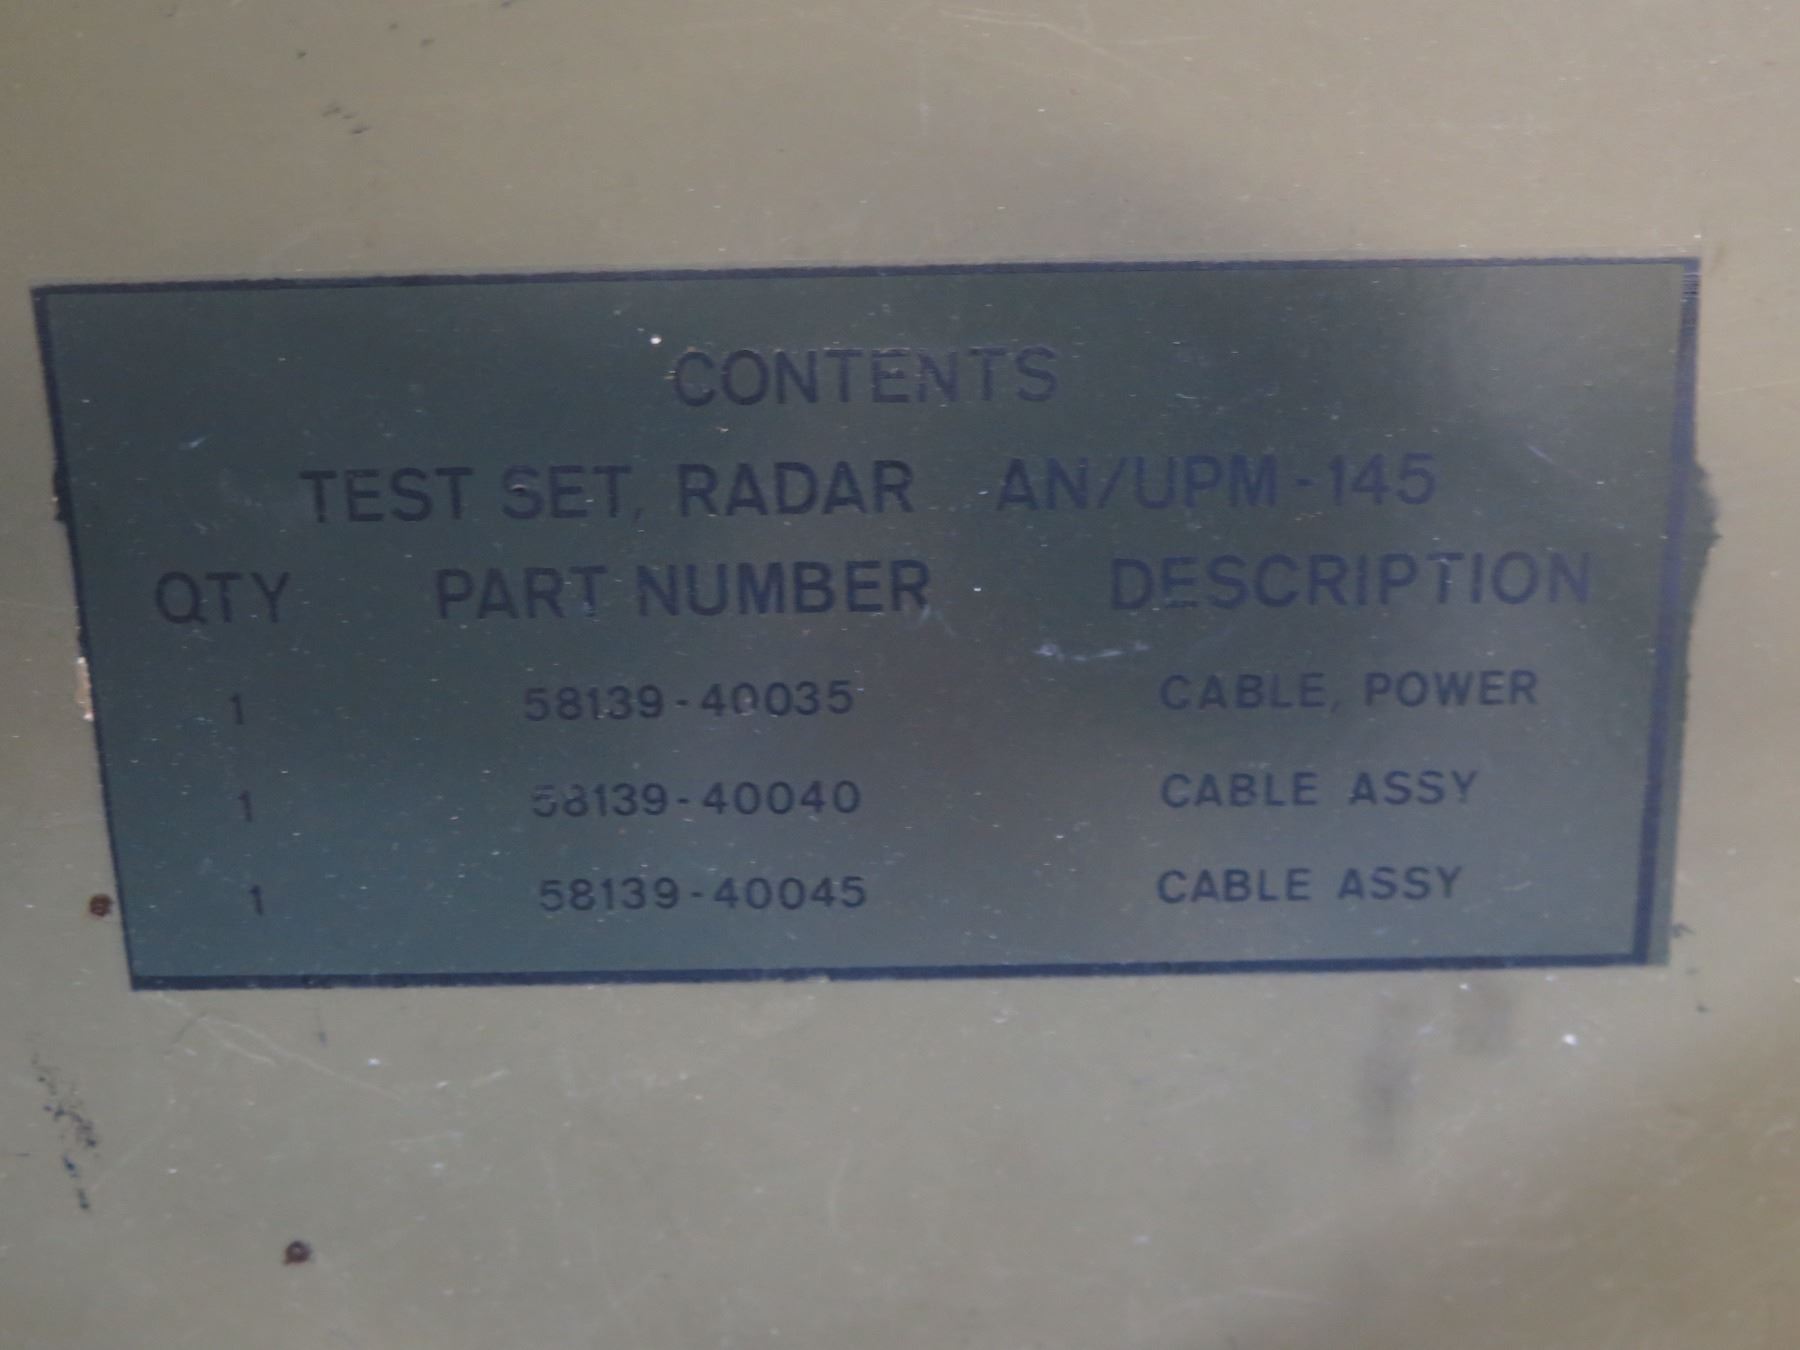 CONTENTS
TEST SET, RADAR AN/UPM-145
QTY PART NUMBER DESCRIPTION
1 58139-40035 CABLE, POWER
1 58139-40040 CABLE ASSY
1 58139-40045 CABLE ASSY